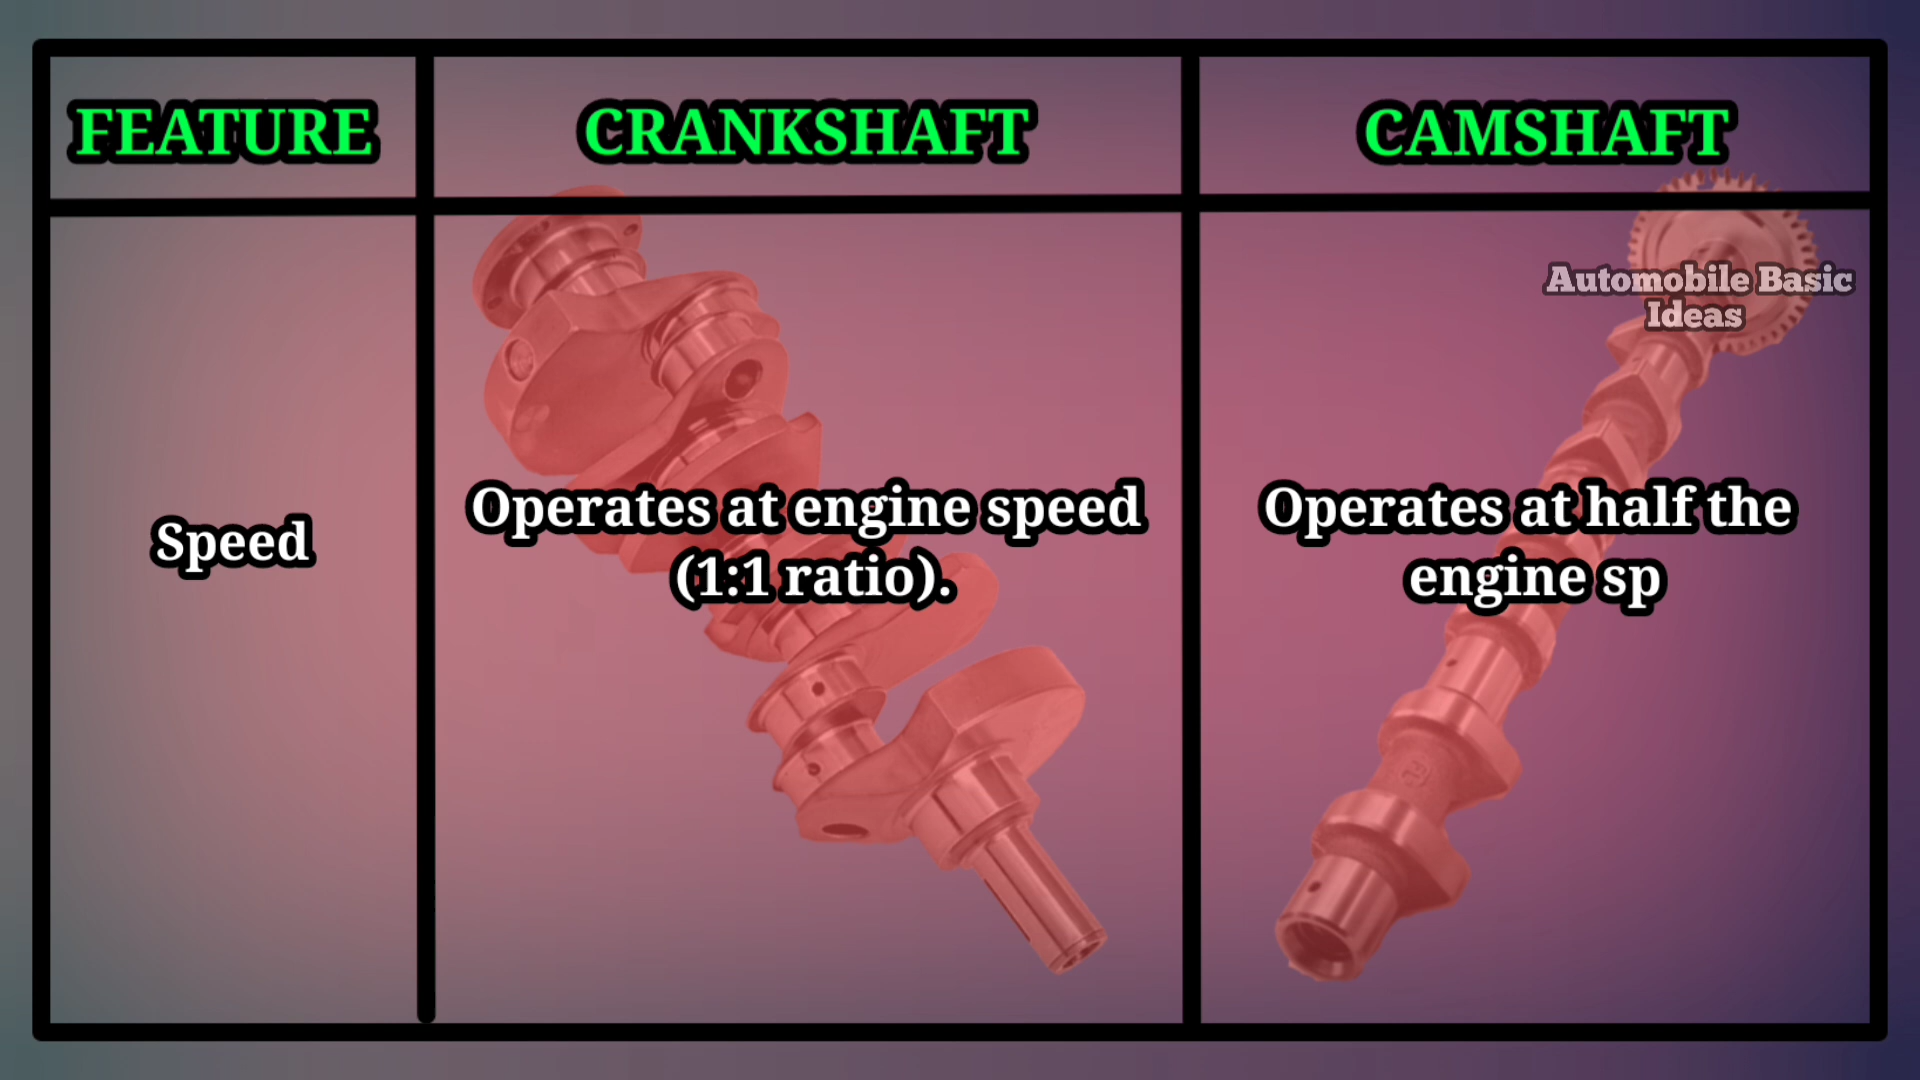 FEATURE
CRANKSHAFT
CAMSHAFT
Automobile Basic
Ideas
Speed
Operates at engine speed
(1:1 ratio).
Operates at half the
engine sp